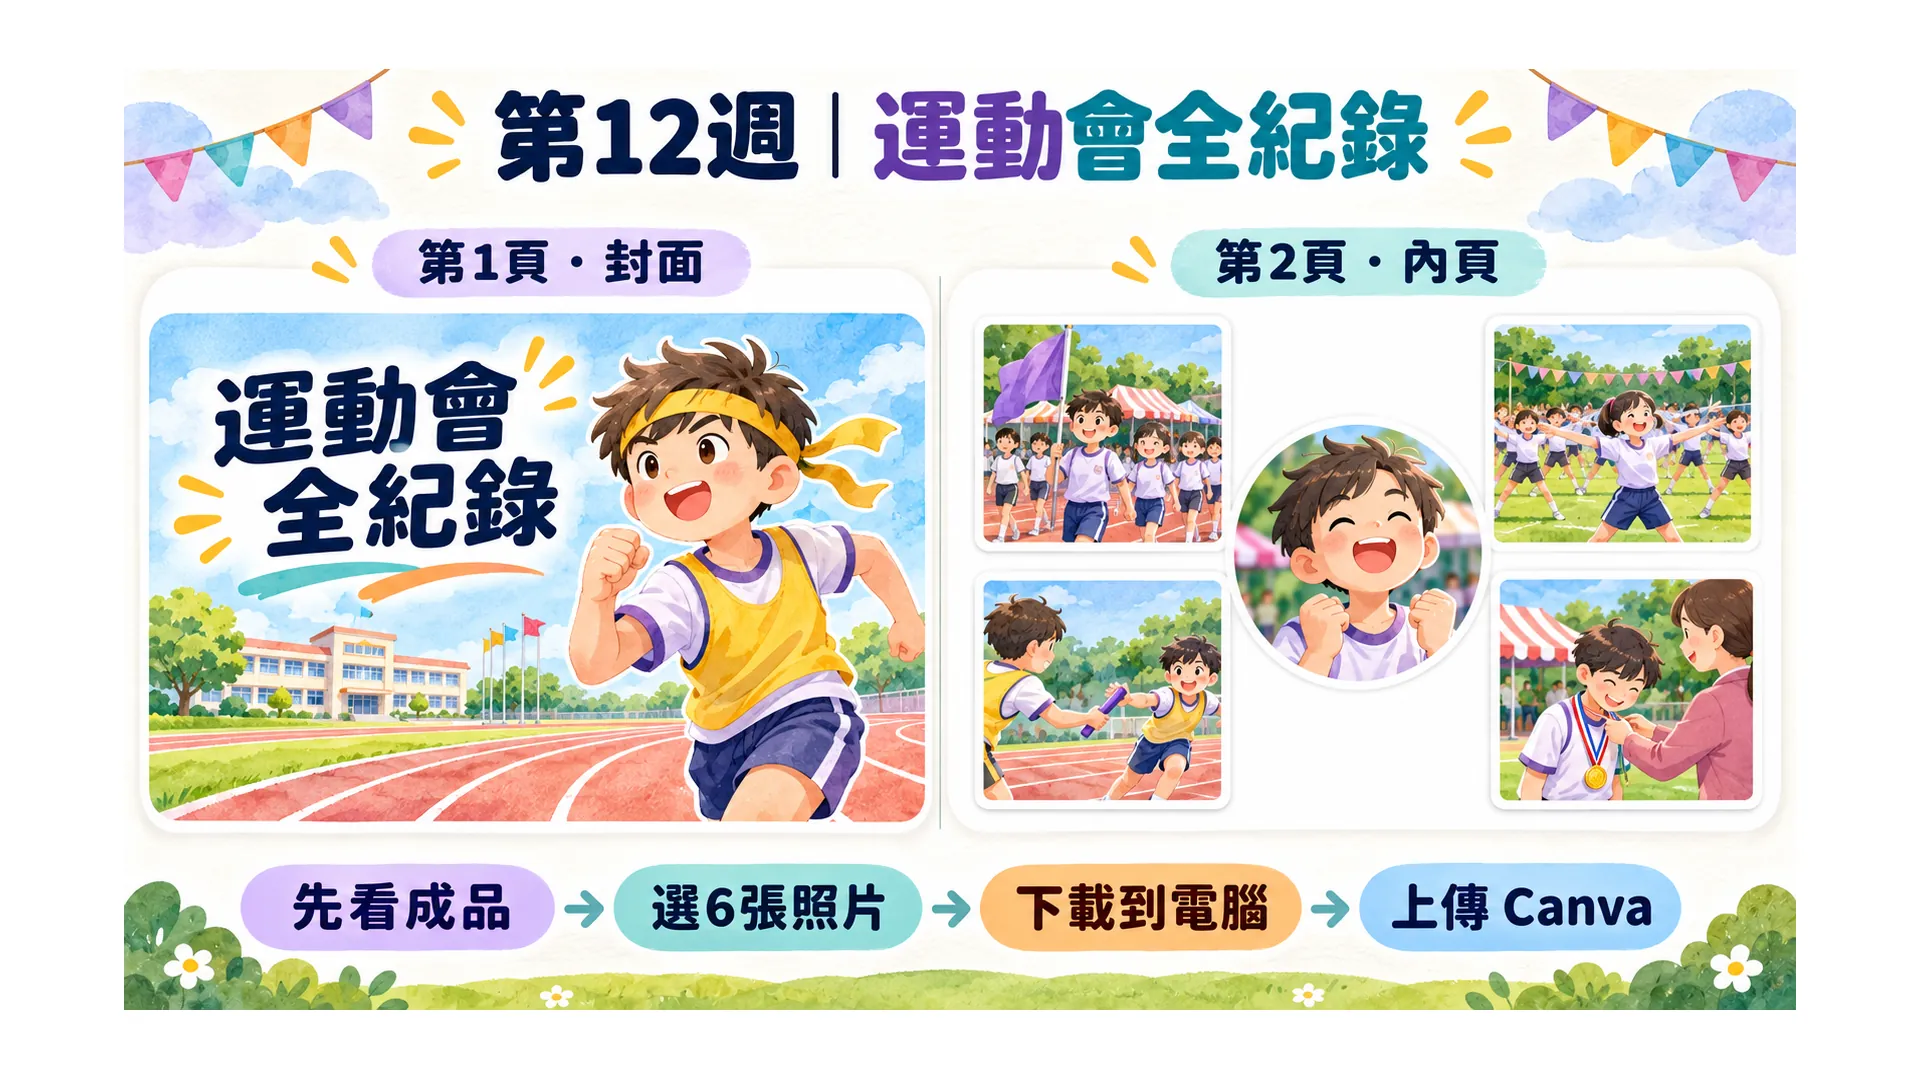 第12週｜運動會全紀錄
第1頁・封面
運動會
全紀錄
第2頁・內頁
先看成品→選6張照片→下載到電腦→上傳 Canva